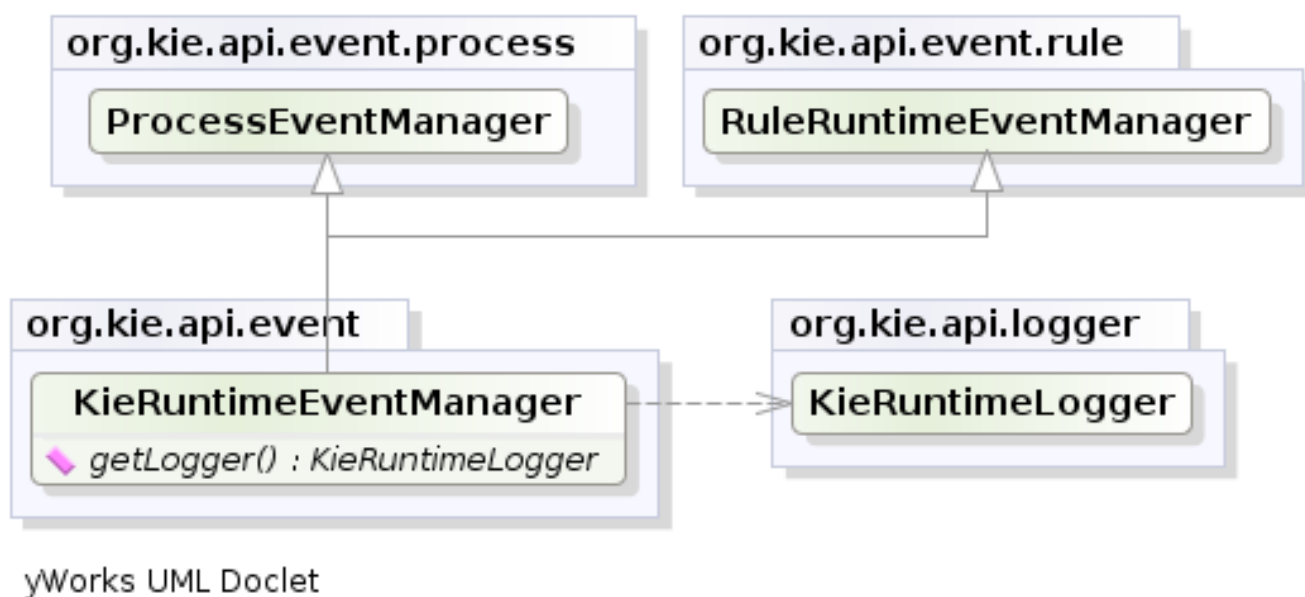 org.kie.api.event.process
ProcessEventManager
org.kie.api.event.rule
RuleRuntimeEventManager
org.kie.api.event
KieRuntimeEventManager
getLogger() : KieRuntimeLogger
org.kie.api.logger
KieRuntimeLogger
yWorks UML Doclet